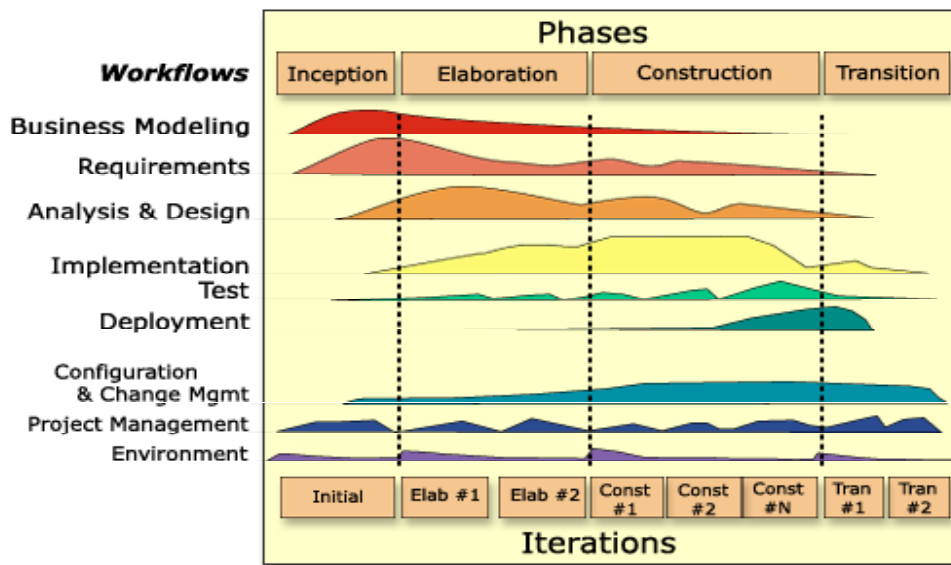 Phases
Workflows
Inception
Elaboration
Construction
Transition
Business Modeling
Requirements
Analysis & Design
Implementation
Test
Deployment
Configuration
& Change Mgmt
Project Management
Environment
Initial
Elab #1
Elab #2
Const
#1
Const
#2
Const
#N
Tran
#1
Tran
#2
Iterations